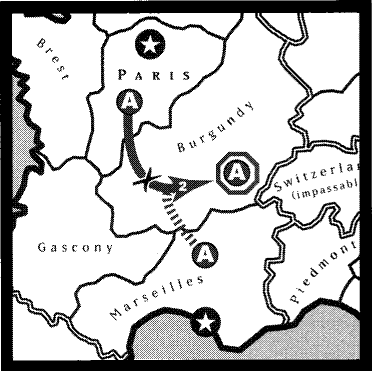 Brest
PARIS
A
Burgundy
2
A
Switzerlan
(impassabl
Gascony
A
Marseilles
Piedmont